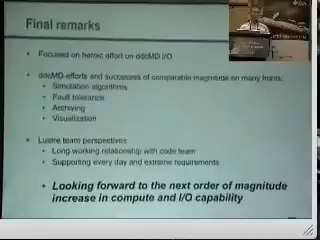 Final remarks
• Focused on heroic effort on ddcMD I/O
• ddcMD efforts and successes of comparable magnitude on many fronts:
• Simulation algorithms
• Fault tolerance
• Archiving
• Visualization
• Lustre team perspectives
• Long working relationship with code team
• Supporting every day and extreme requirements
• Looking forward to the next order of magnitude
increase in compute and I/O capability